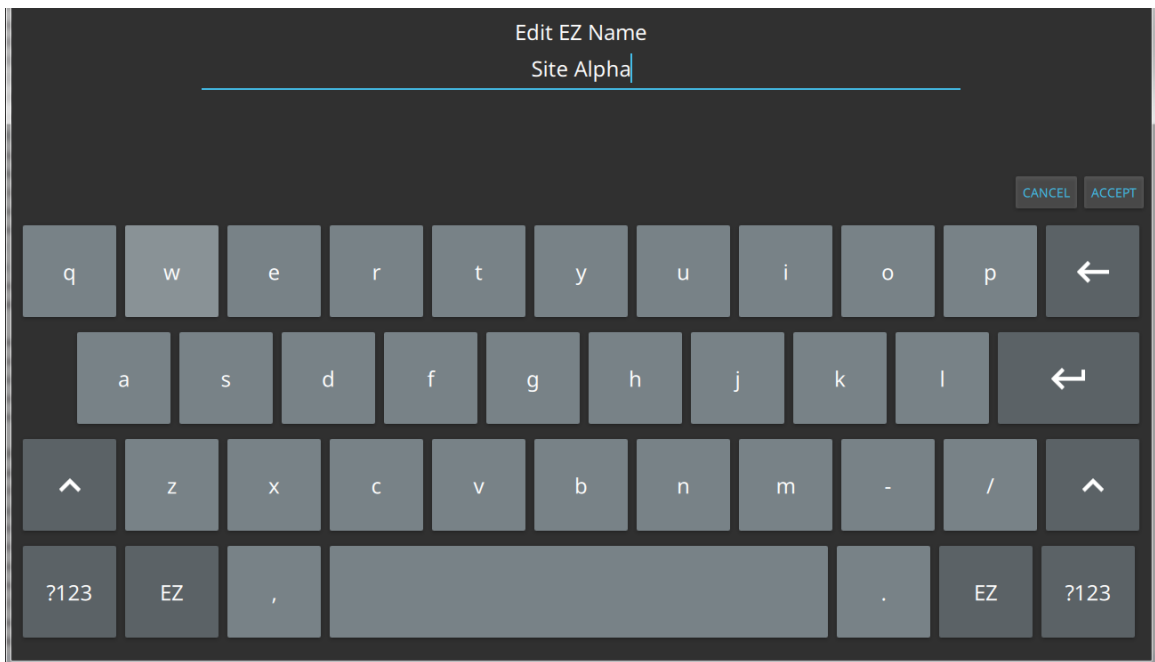 Edit EZ Name
Site Alpha
CANCEL ACCEPT
q w e r t y u i o p
a s d f g h j k l
z x c v b n m - /
?123 EZ , . EZ ?123